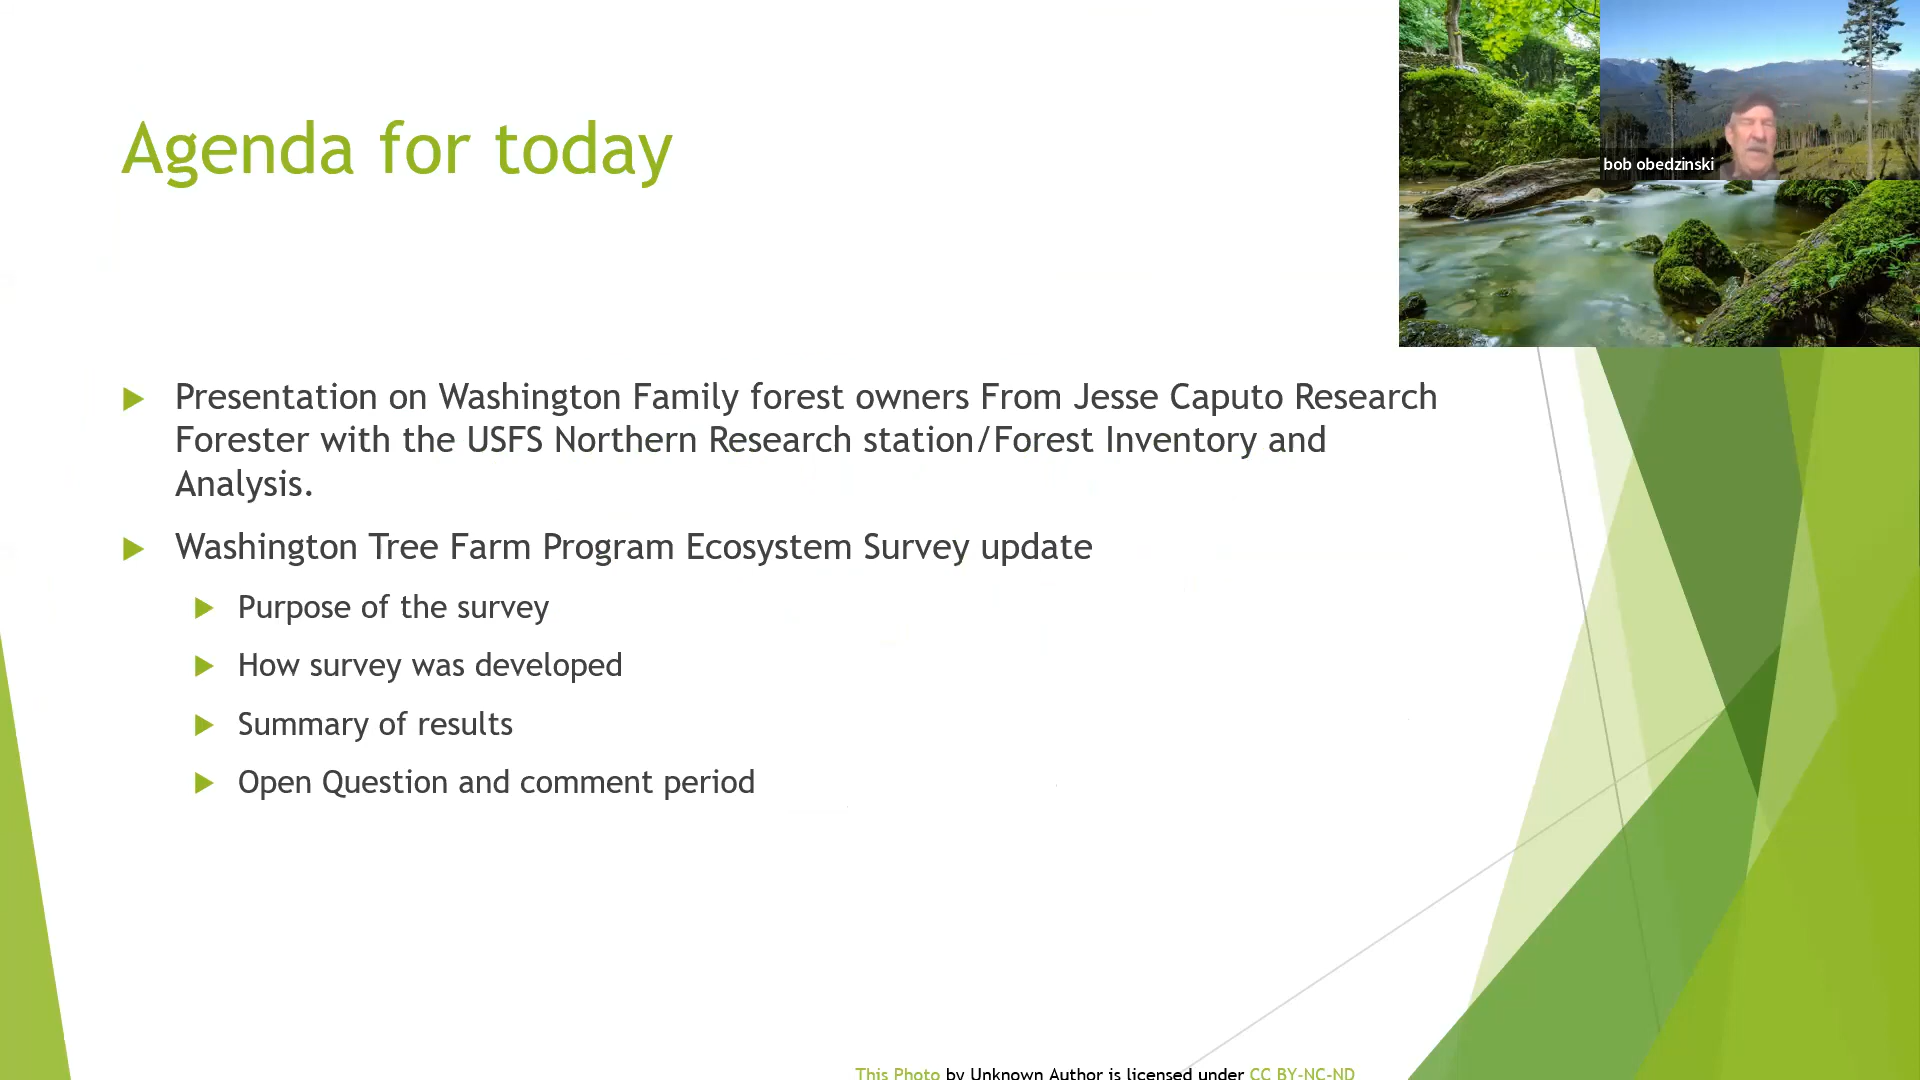 Agenda for today
bob obedzinski
Presentation on Washington Family forest owners From Jesse Caputo Research
Forester with the USFS Northern Research station/Forest Inventory and
Analysis.
Washington Tree Farm Program Ecosystem Survey update
Purpose of the survey
How survey was developed
Summary of results
Open Question and comment period
This Photo by Unknown Author is licensed under CC BY-NC-ND